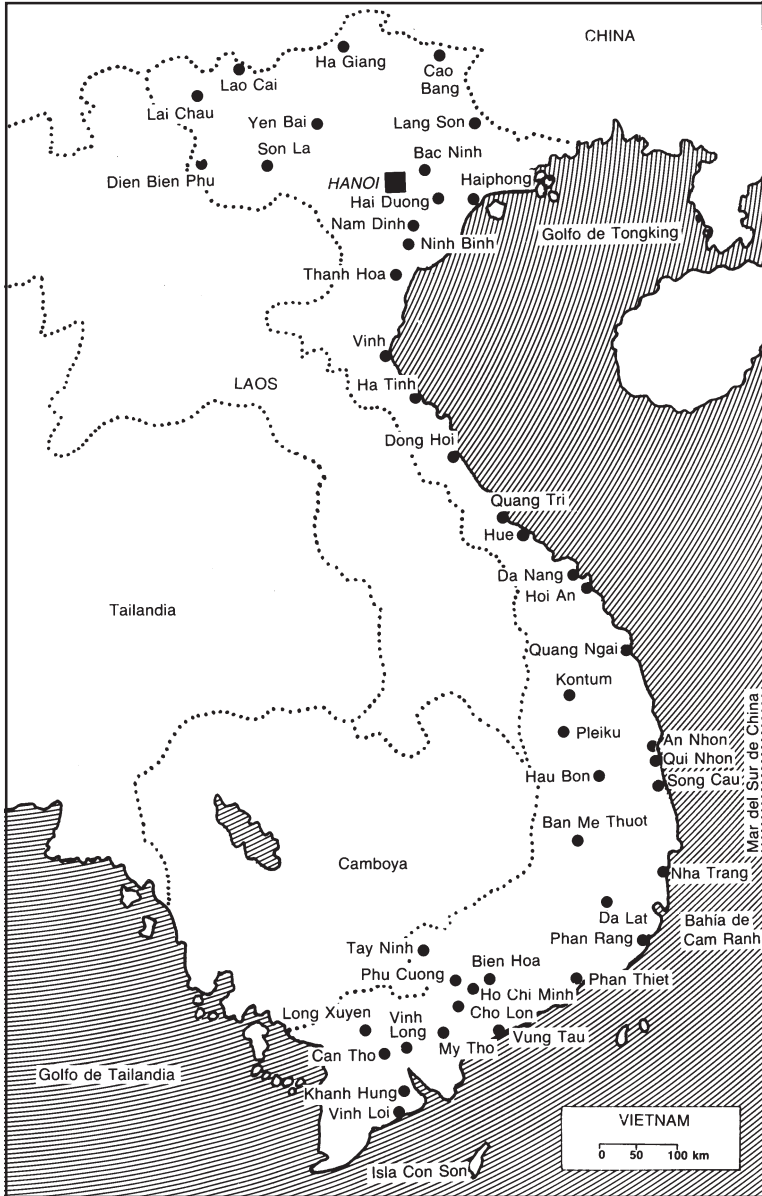 CHINA
Ha Giang
Cao
Bang
Lao Cai
Lai Chau
Yen Bai
Lang Son
Son La
Bac Ninh
Dien Bien Phu
HANOI
Haiphong
Hai Duong
Nam Dinh
Golfo de Tongking
Ninh Binh
Thanh Hoa
Vinh
LAOS
Ha Tinh
Dong Hoi
Quang Tri
Hue
Da Nang
Hoi An
Tailandia
Quang Ngai
Kontum
Pleiku
An Nhon
Qui Nhon
Hau Bon
Song Cau
Mar del Sur de China
Ban Me Thuot
Camboya
Nha Trang
Da Lat
Bahía de
Cam Ranh
Phan Rang
Tay Ninh
Bien Hoa
Phu Cuong
Phan Thiet
Ho Chi Minh
Long Xuyen
Vinh
Long
Cho Lon
Vung Tau
My Tho
Can Tho
Golfo de Tailandia
Khanh Hung
Vinh Loi
VIETNAM
0 50 100 km
Isla Con Son